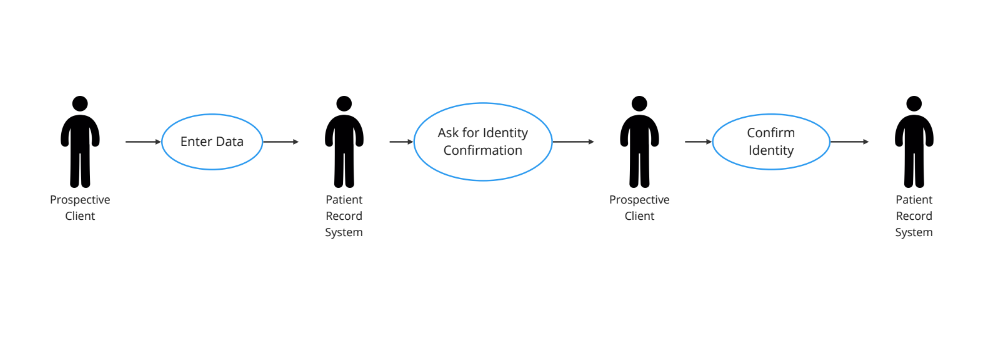 Enter Data
Ask for Identity
Confirmation
Confirm
Identity
Prospective
Client
Patient
Record
System
Prospective
Client
Patient
Record
System